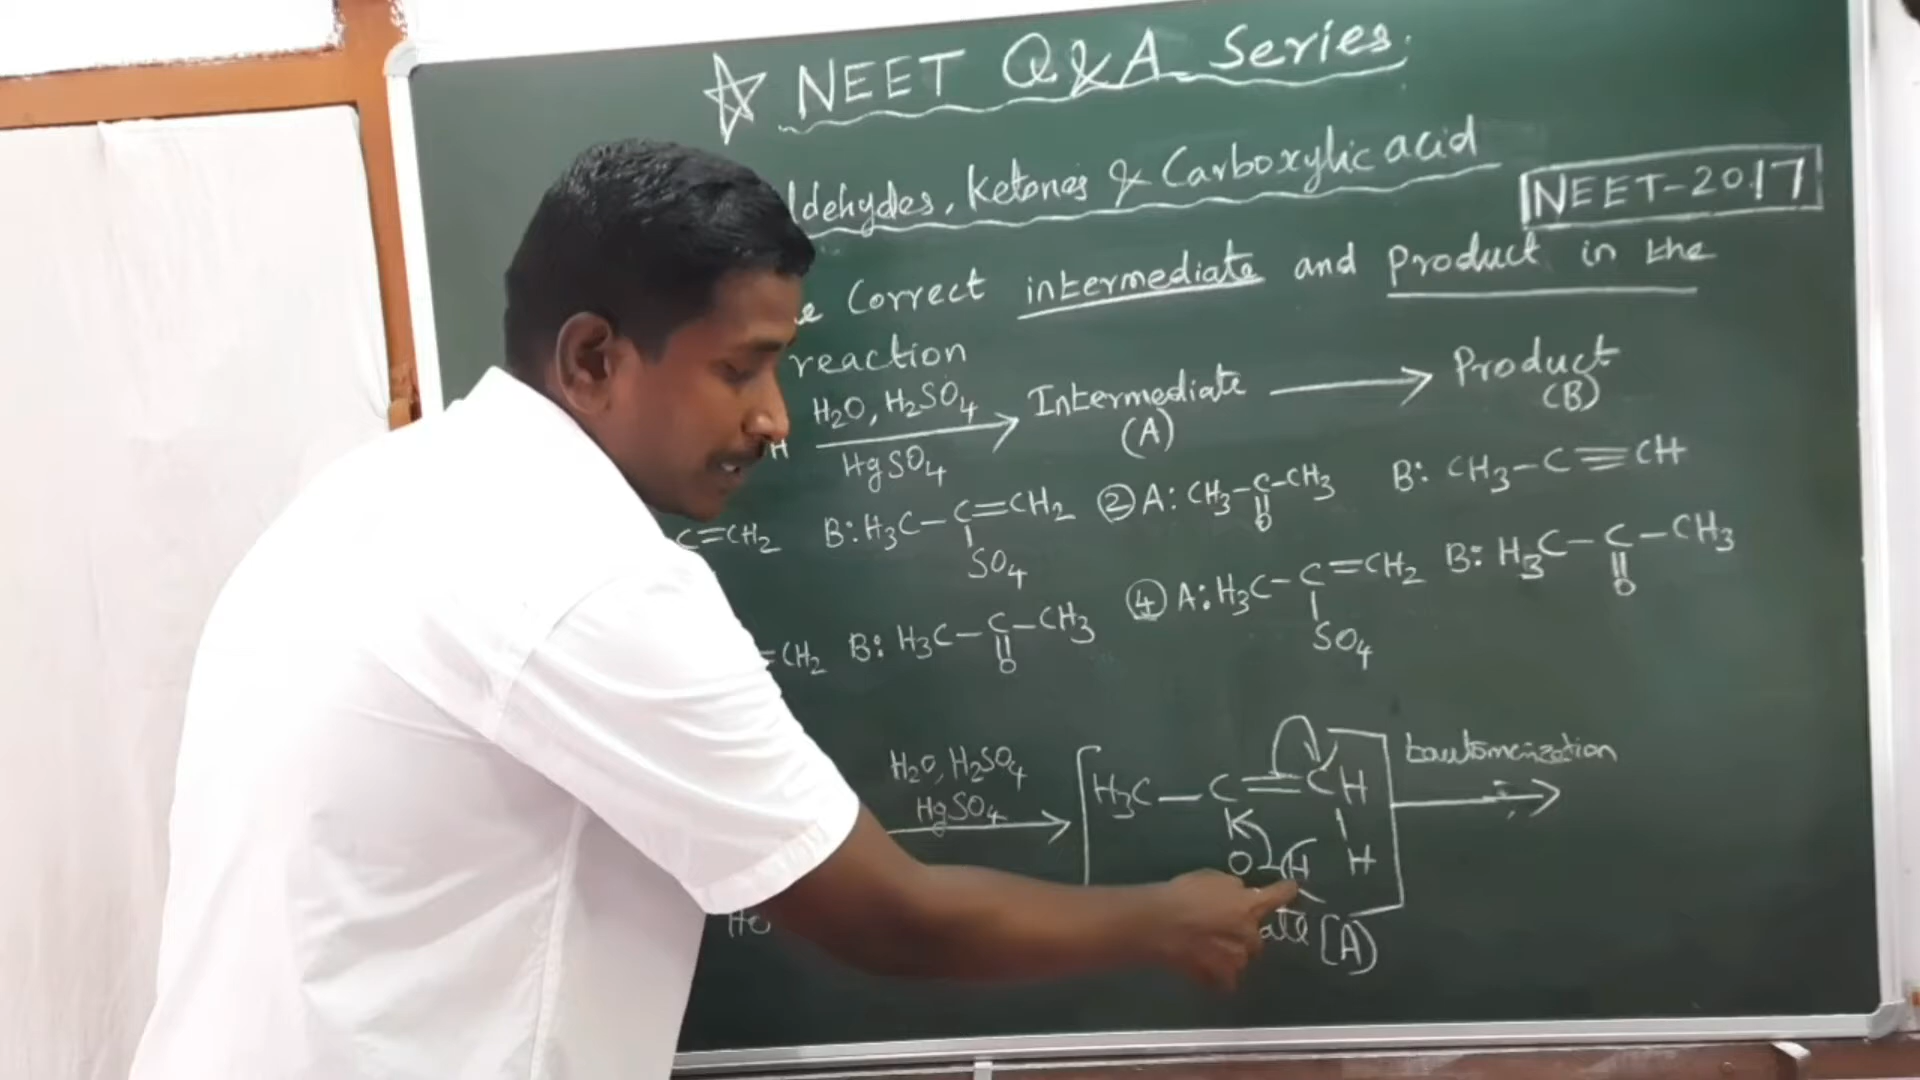 ☆ NEET Q&A Series.
ldehydes, Ketones & Carboxylic acid
NEET-2017
Correct intermediate and Product in the
reaction
H H₂O, H₂SO₄ HgSO₄ → Intermediate (A) → Product (B)
C=CH₂ B: H₃C-C=CH₂ | SO₄ ② A: CH₃-C-CH₃ || O B: CH₃-C≡CH
=CH₂ B: H₃C-C-CH₃ || O ④ A: H₃C-C=CH₂ | SO₄ B: H₃C-C-CH₃ || O
H₂O, H₂SO₄ HgSO₄ → [H₃C-C=CH | | O-H H] tautomerization →
HO ate [A]